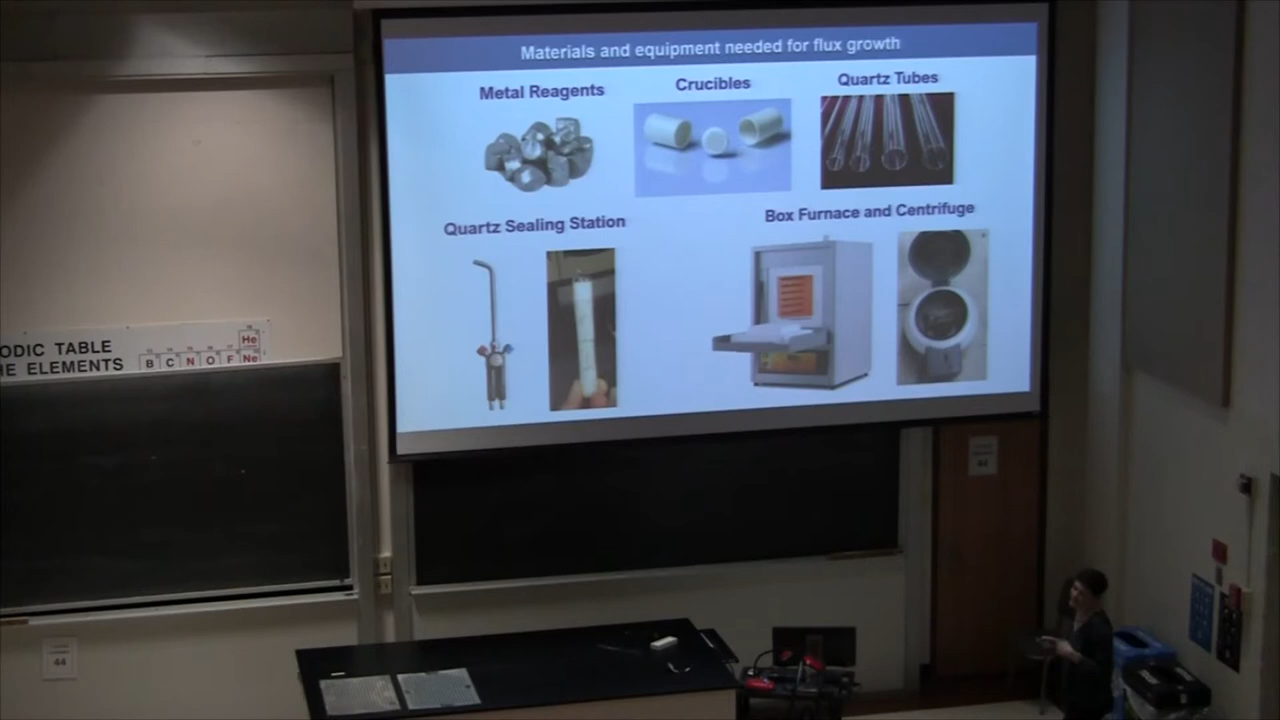 Materials and equipment needed for flux growth
Metal Reagents
Crucibles
Quartz Tubes
Quartz Sealing Station
Box Furnace and Centrifuge
ODIC TABLE
HE ELEMENTS
B C N O F Ne
He
44
44